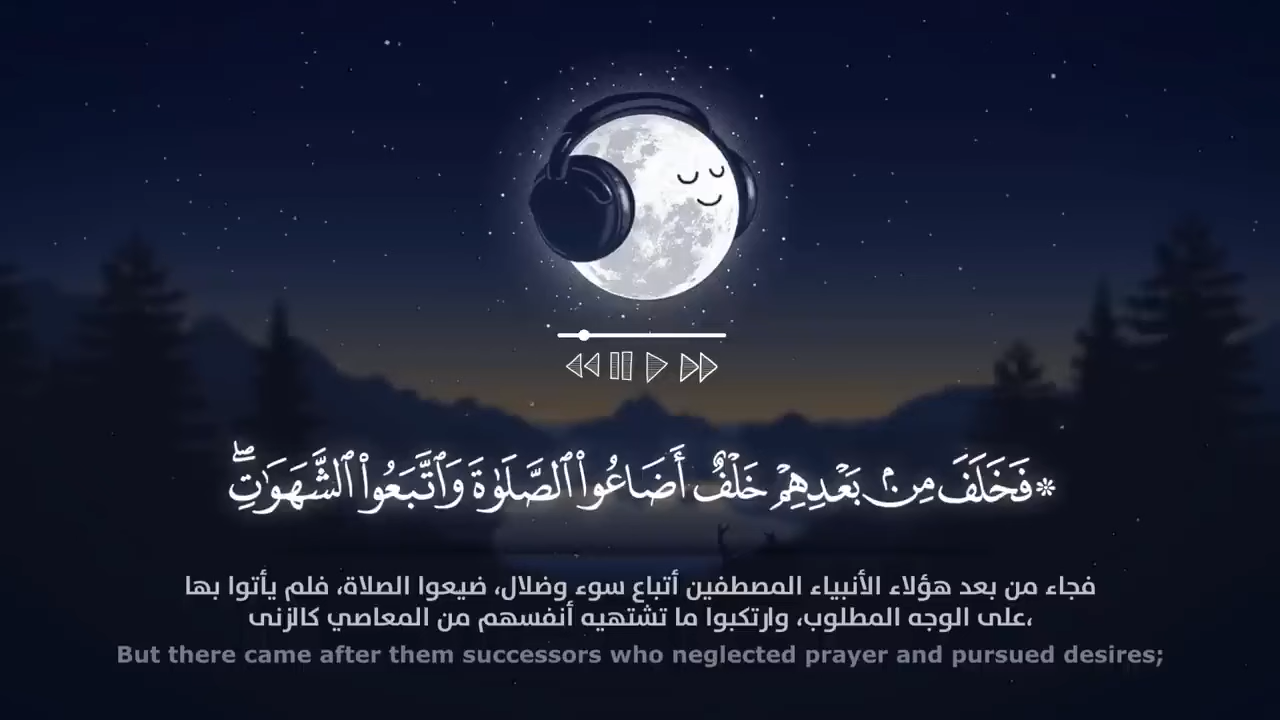 * فَخَلَفَ مِنۢ بَعْدِهِمْ خَلْفٌ أَضَاعُوا۟ ٱلصَّلَوٰةَ وَٱتَّبَعُوا۟ ٱلشَّهَوَٰتِ ۖ
فجاء من بعد هؤلاء الأنبياء المصطفين أتباع سوء وضلال، ضيعوا الصلاة، فلم يأتوا بها
على الوجه المطلوب، وارتكبوا ما تشتهيه أنفسهم من المعاصي كالزنى،
But there came after them successors who neglected prayer and pursued desires;